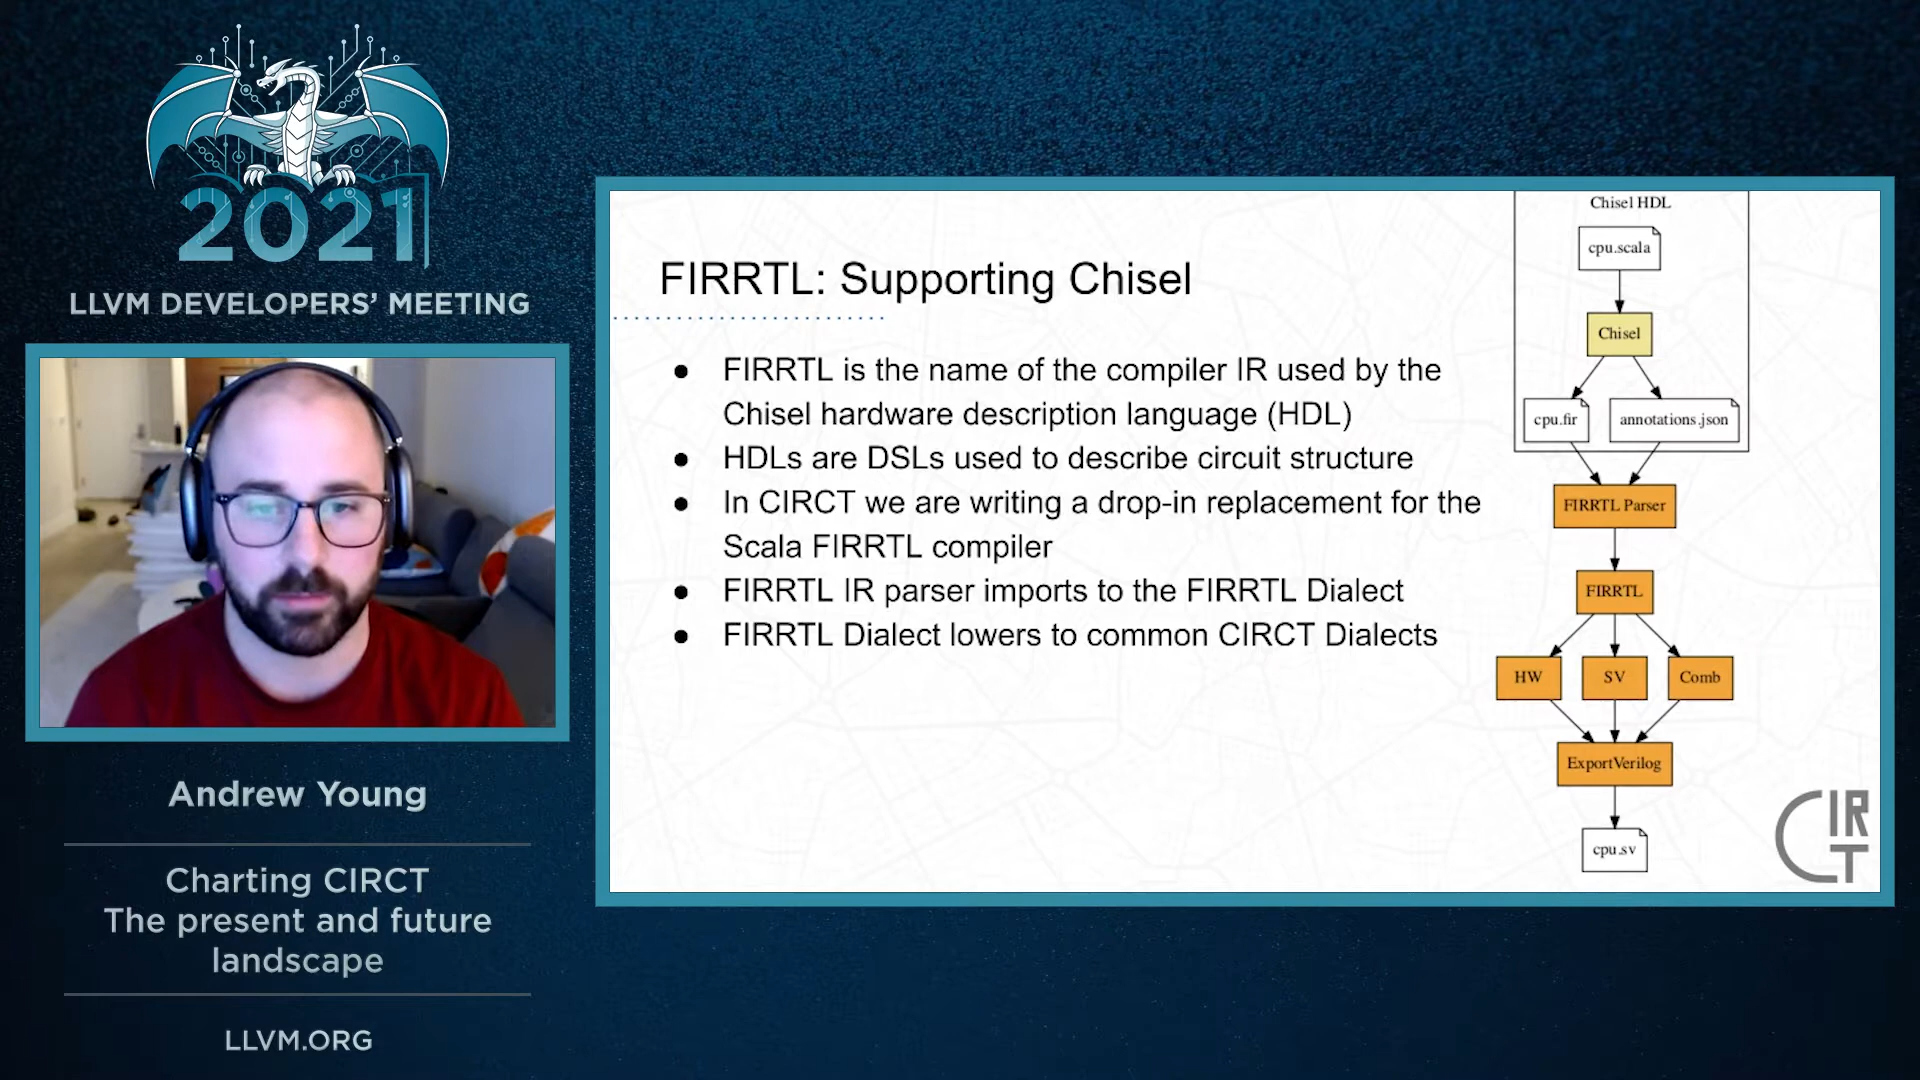 2021
LLVM DEVELOPERS' MEETING
Andrew Young
Charting CIRCT
The present and future
landscape
LLVM.ORG
FIRRTL: Supporting Chisel
● FIRRTL is the name of the compiler IR used by the
Chisel hardware description language (HDL)
● HDLs are DSLs used to describe circuit structure
● In CIRCT we are writing a drop-in replacement for the
Scala FIRRTL compiler
● FIRRTL IR parser imports to the FIRRTL Dialect
● FIRRTL Dialect lowers to common CIRCT Dialects
Chisel HDL
cpu.scala
Chisel
cpu.fir annotations.json
FIRRTL Parser
FIRRTL
HW SV Comb
ExportVerilog
cpu.sv
CIRCT